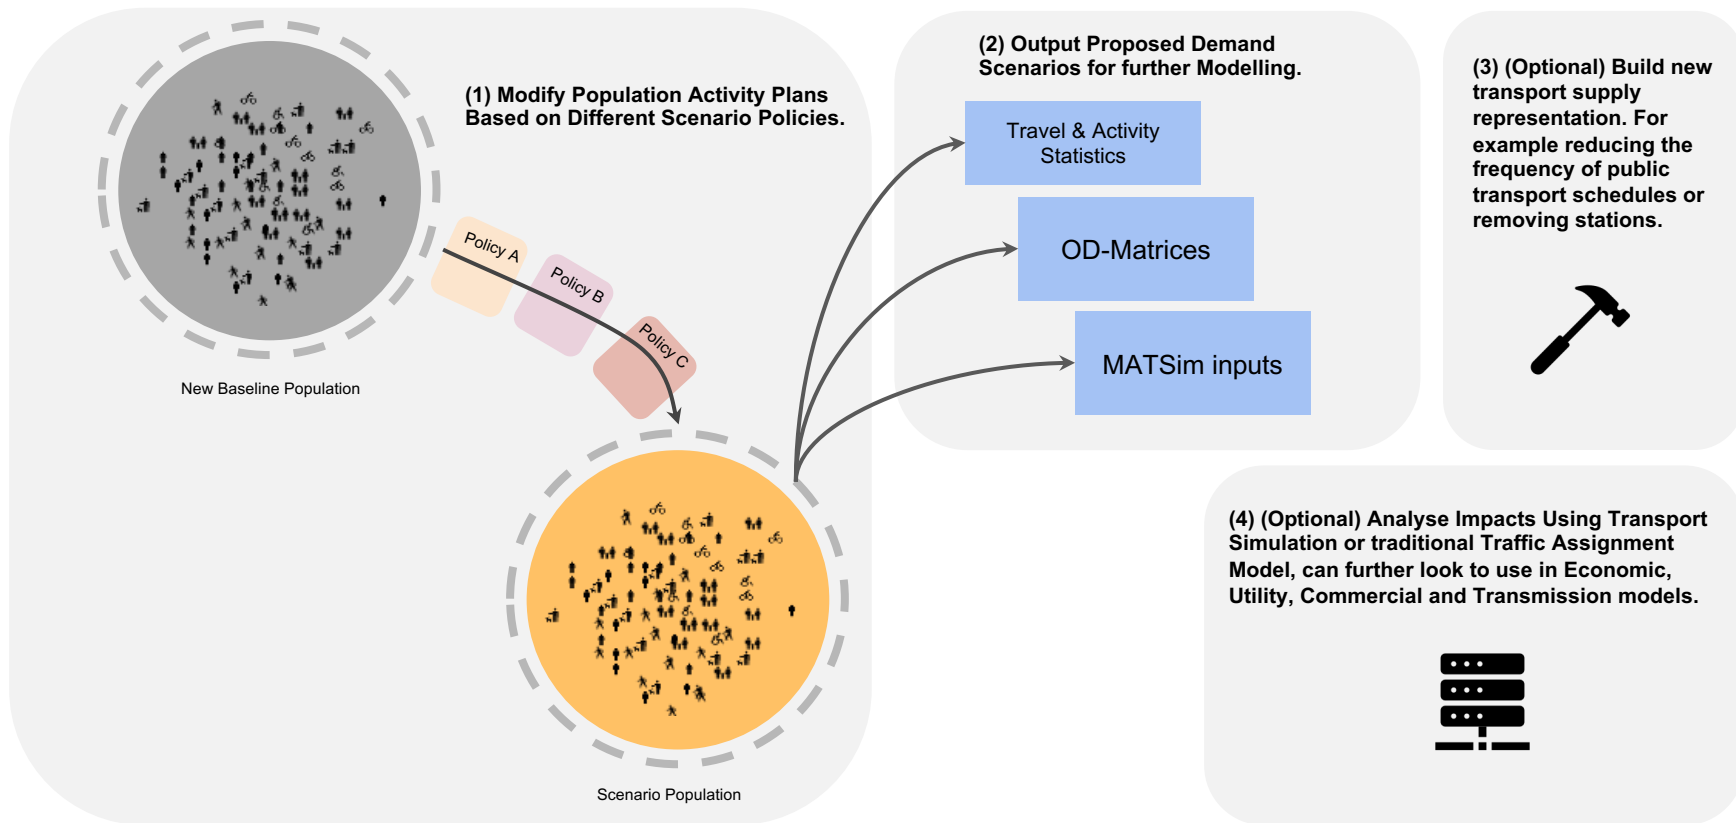 (1) Modify Population Activity Plans
Based on Different Scenario Policies.
New Baseline Population
Policy A
Policy B
Policy C
Scenario Population
(2) Output Proposed Demand
Scenarios for further Modelling.
Travel & Activity
Statistics
OD-Matrices
MATSim inputs
(3) (Optional) Build new
transport supply
representation. For
example reducing the
frequency of public
transport schedules or
removing stations.
(4) (Optional) Analyse Impacts Using Transport
Simulation or traditional Traffic Assignment
Model, can further look to use in Economic,
Utility, Commercial and Transmission models.